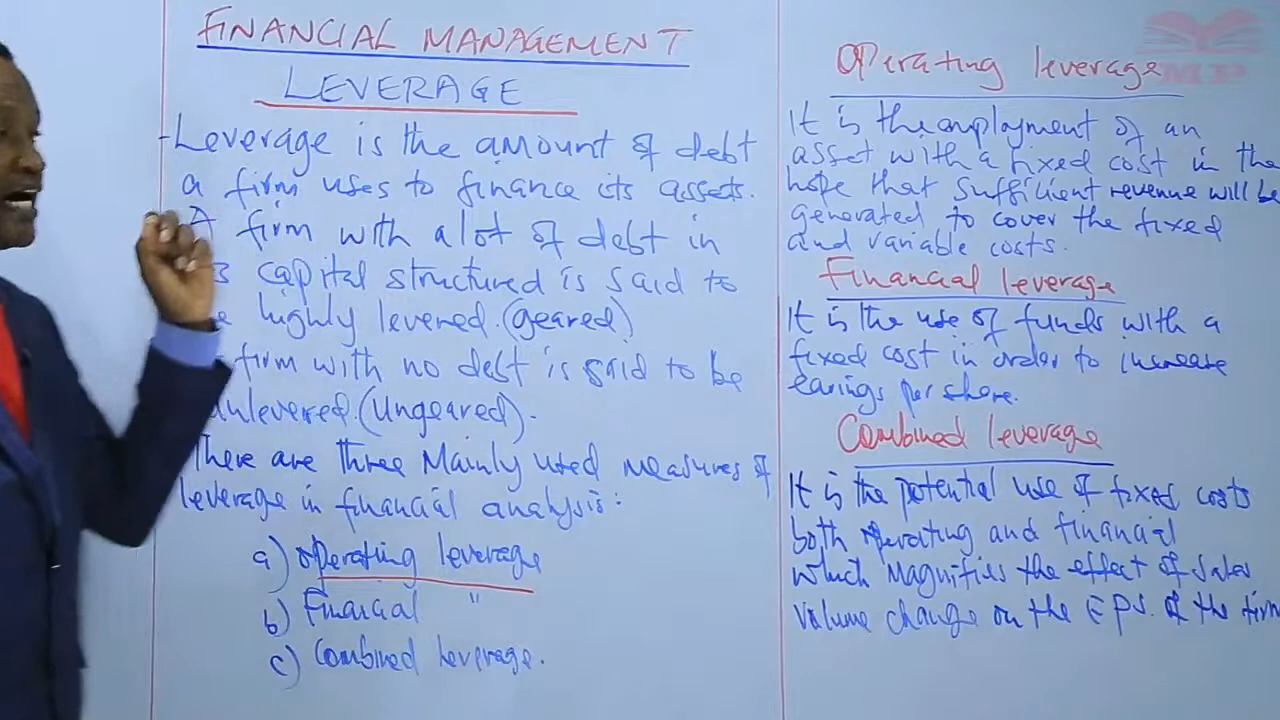 FINANCIAL MANAGEMENT
LEVERAGE
- Leverage is the amount of debt
a firm uses to finance its assets.
A firm with a lot of debt in
capital structured is said to
highly levered. (geared)
firm with no debt is said to be
unlevered. (Ungeared).
There are three Mainly used measures of
leverage in financial analysis:
a) operating leverage
b) Financial "
c) Combined leverage.
Operating leverage
It is the employment of an
asset with a fixed cost in the
hope that sufficient revenue will be
generated to cover the fixed
and variable costs.
Financial leverage
It is the use of funds with a
fixed cost in order to increase
earings per share.
Combined leverage
It is the potential use of fixed costs
both operating and financial
which magnifies the effect of sales
volume change on the EPS. of the firm
MP